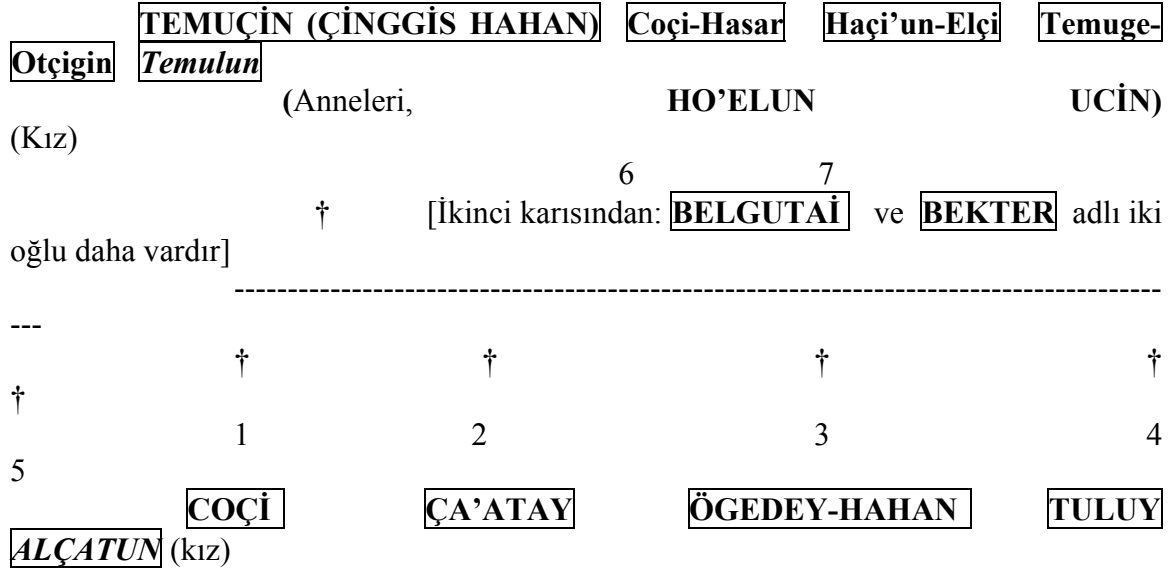 TEMUÇİN (ÇİNGGİS HAHAN) Coçi-Hasar Haçi’un-Elçi Temuge-
Otçigin Temulun
(Anneleri, HO’ELUN UCİN)
(Kız)
6 7
† [İkinci karısından: BELGUTAİ ve BEKTER adlı iki
oğlu daha vardır]
---------------------------------------------------------------------------------------
---
† † † †
†
1 2 3 4
5
COÇİ ÇA’ATAY ÖGEDEY-HAHAN TULUY
ALÇATUN (kız)